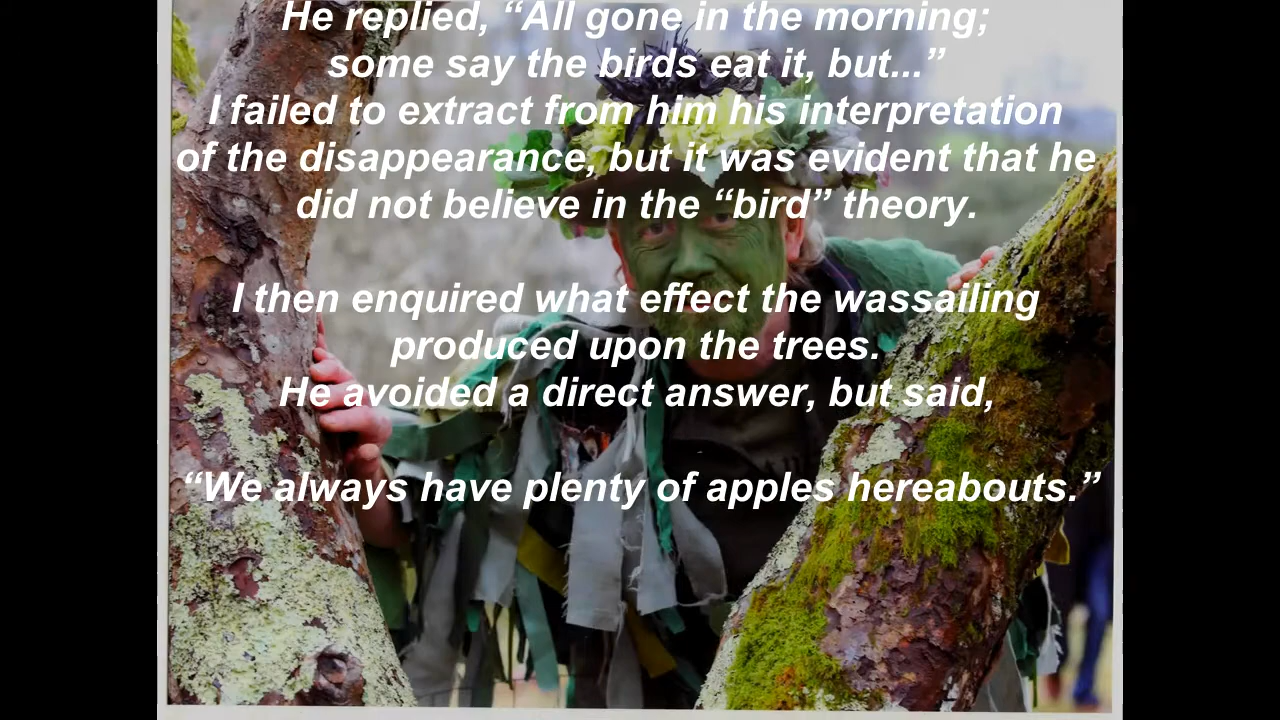 He replied, “All gone in the morning;
some say the birds eat it, but...”
I failed to extract from him his interpretation
of the disappearance, but it was evident that he
did not believe in the “bird” theory.
I then enquired what effect the wassailing
produced upon the trees.
He avoided a direct answer, but said,
“We always have plenty of apples hereabouts.”